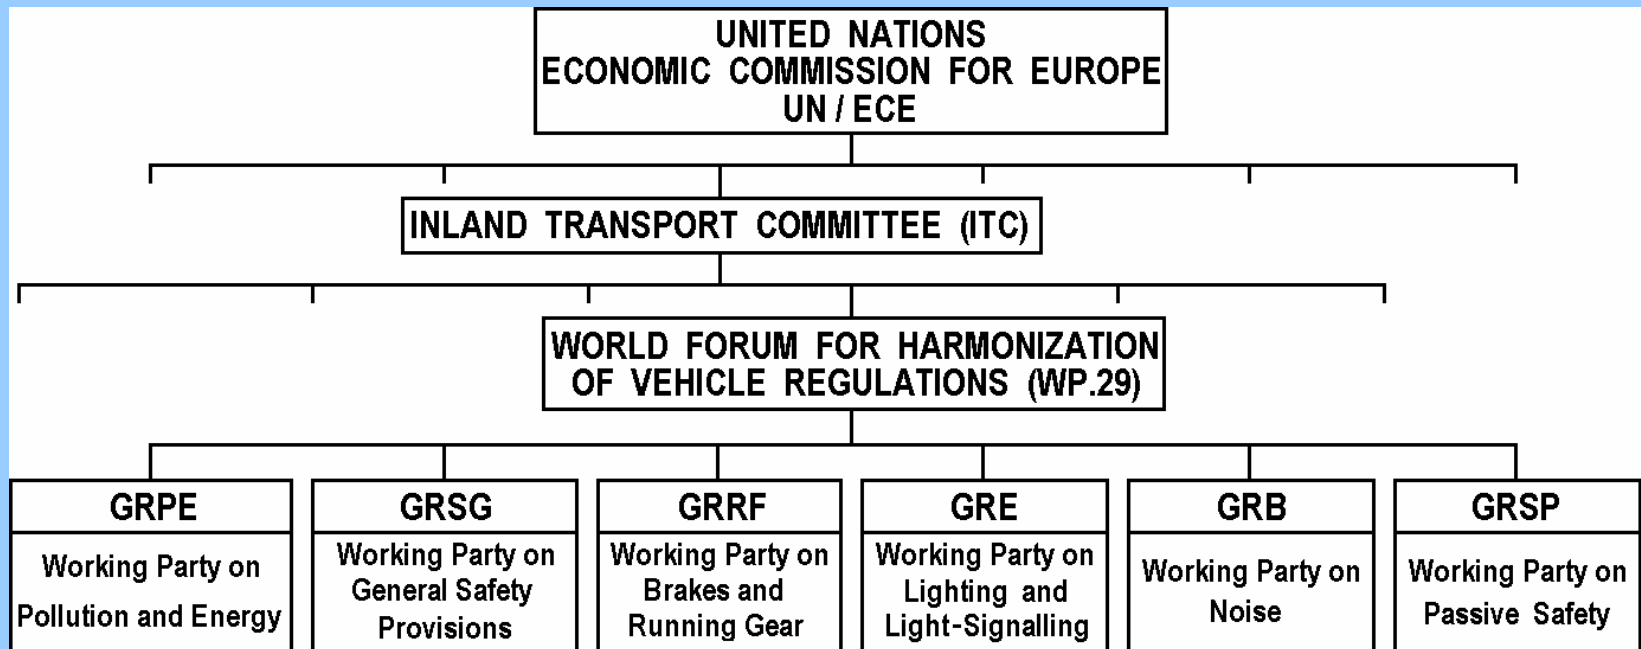 UNITED NATIONS
ECONOMIC COMMISSION FOR EUROPE
UN / ECE
INLAND TRANSPORT COMMITTEE (ITC)
WORLD FORUM FOR HARMONIZATION
OF VEHICLE REGULATIONS (WP.29)
GRPE
Working Party on
Pollution and Energy
GRSG
Working Party on
General Safety
Provisions
GRRF
Working Party on
Brakes and
Running Gear
GRE
Working Party on
Lighting and
Light-Signalling
GRB
Working Party on
Noise
GRSP
Working Party on
Passive Safety